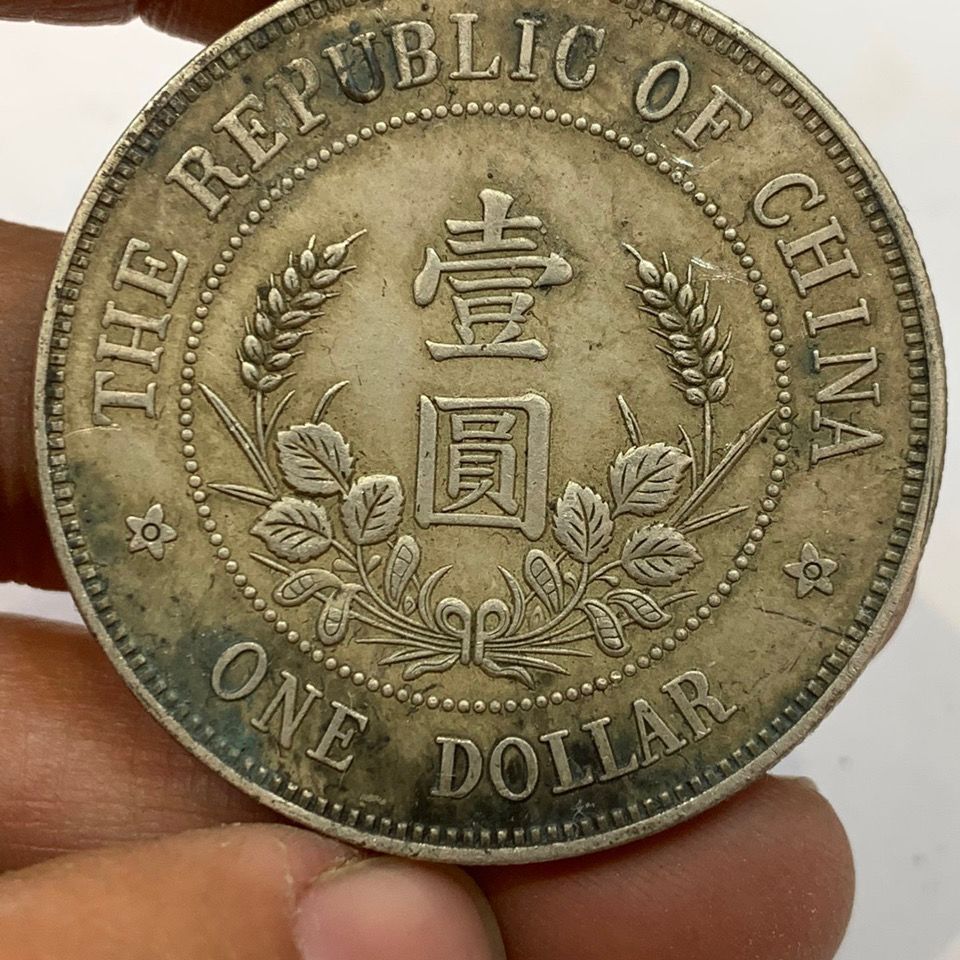 THE REPUBLIC OF CHINA
壹
圓
ONE DOLLAR